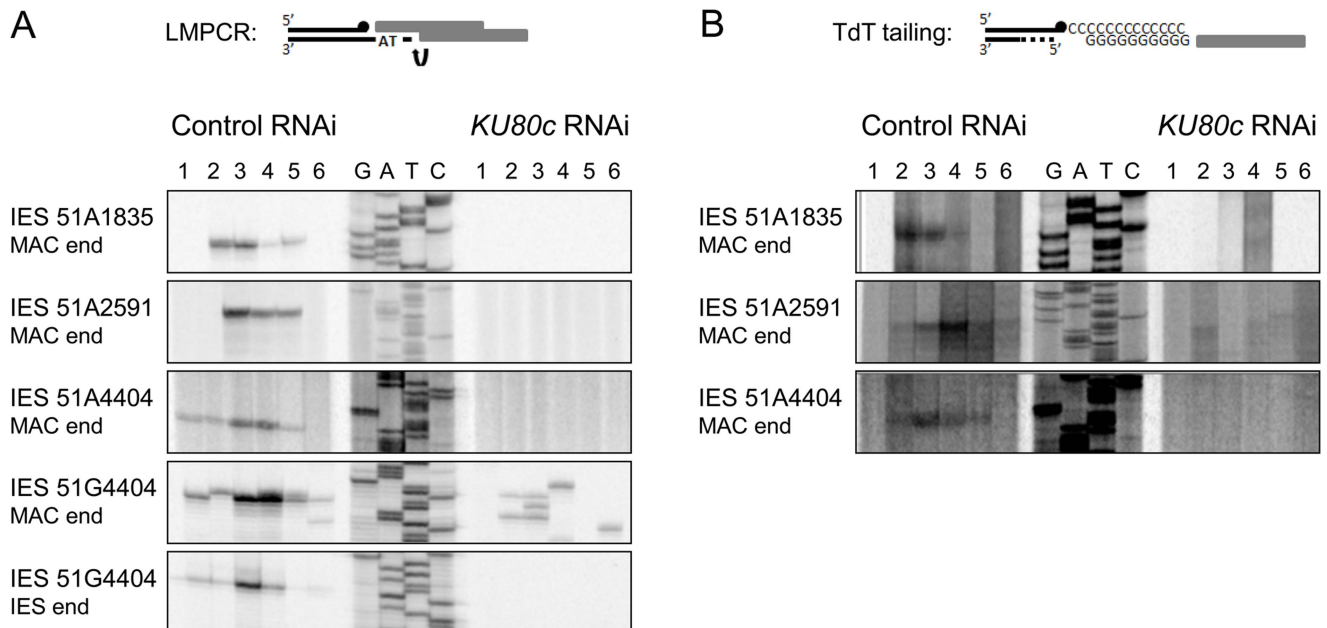 A
LMPCR:
5'
3'
AT
Control RNAi
KU80c RNAi
1 2 3 4 5 6 G A T C 1 2 3 4 5 6
IES 51A1835
MAC end
IES 51A2591
MAC end
IES 51A4404
MAC end
IES 51G4404
MAC end
IES 51G4404
IES end
B
TdT tailing:
5'
CCCCCCCCCCCCC
3'
5'
GGGGGGGGGG
Control RNAi
KU80c RNAi
1 2 3 4 5 6 G A T C 1 2 3 4 5 6
IES 51A1835
MAC end
IES 51A2591
MAC end
IES 51A4404
MAC end